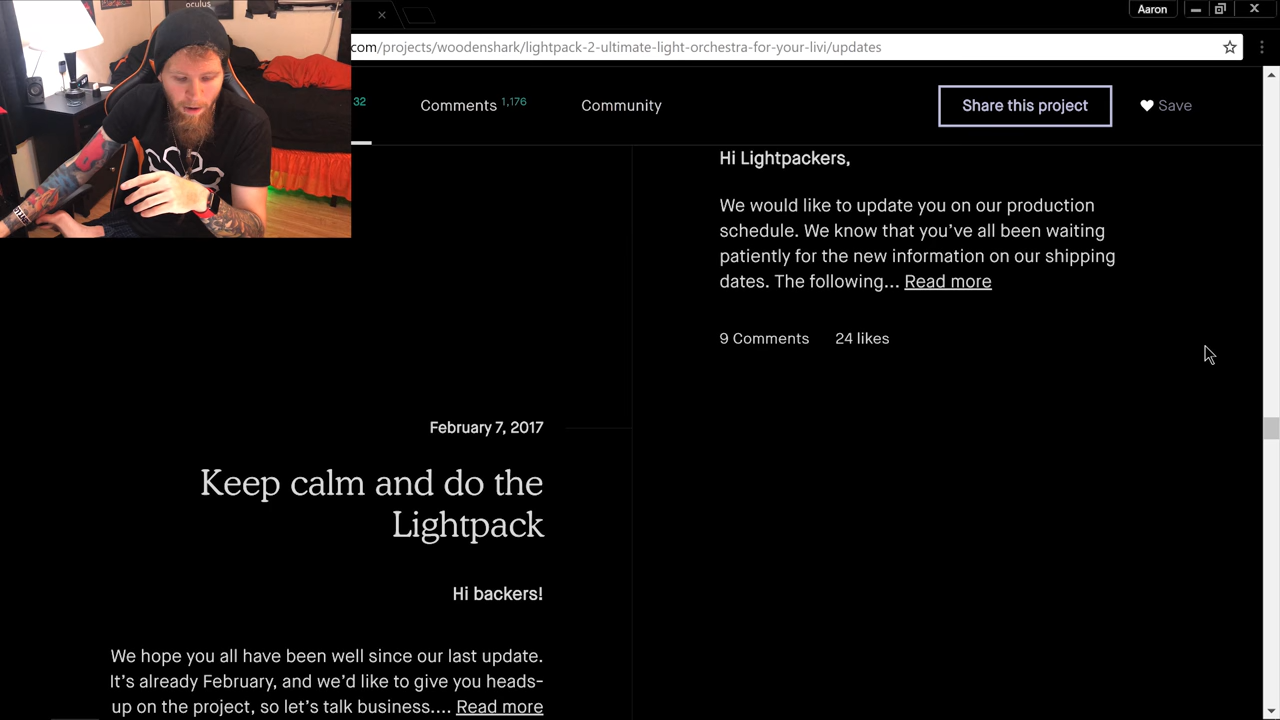 oculus
Aaron
com/projects/woodenshark/lightpack-2-ultimate-light-orchestra-for-your-livi/updates
32
Comments 1,176
Community
Share this project
Save
Hi Lightpackers,
We would like to update you on our production
schedule. We know that you’ve all been waiting
patiently for the new information on our shipping
dates. The following... Read more
9 Comments
24 likes
February 7, 2017
Keep calm and do the
Lightpack
Hi backers!
We hope you all have been well since our last update.
It’s already February, and we’d like to give you heads-
up on the project, so let’s talk business.... Read more